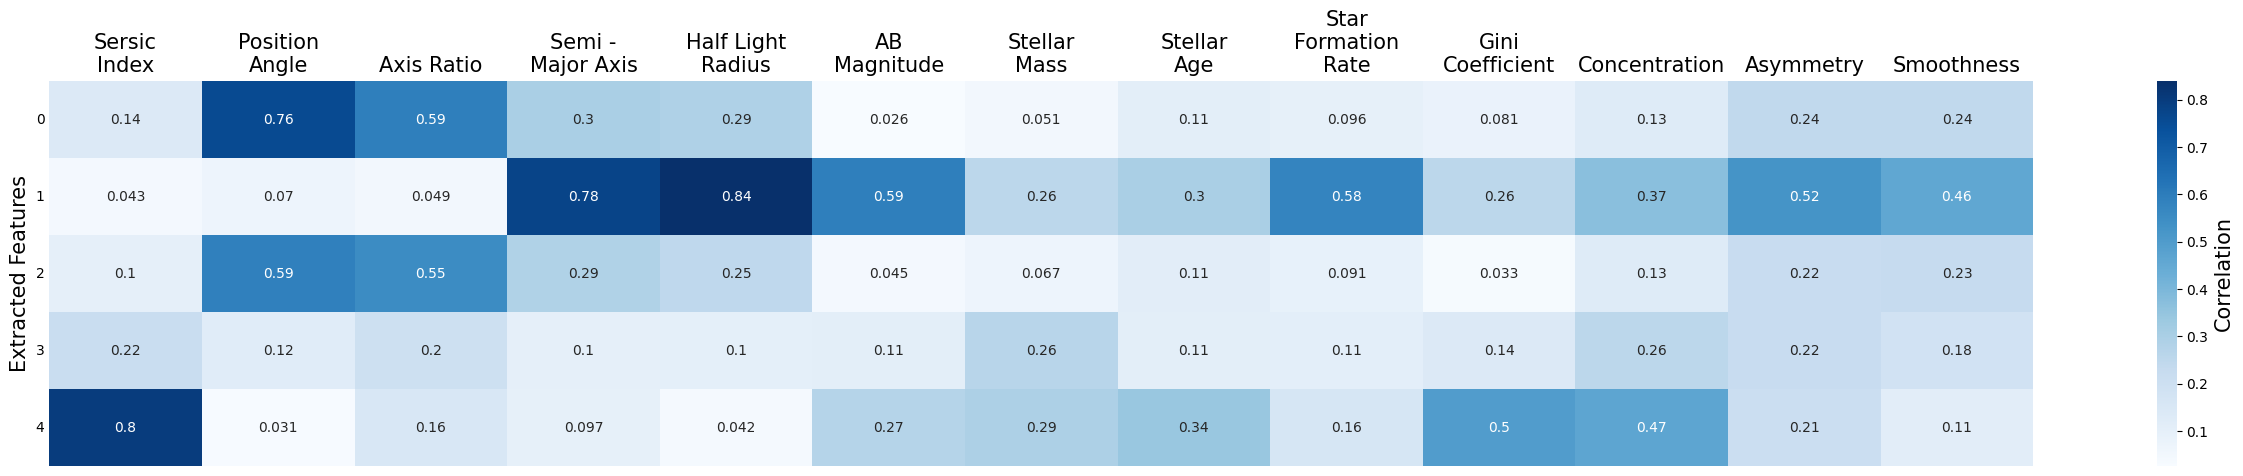 Star
Sersic Position Semi - Half Light AB Stellar Stellar Formation Gini
Index Angle Axis Ratio Major Axis Radius Magnitude Mass Age Rate Coefficient Concentration Asymmetry Smoothness
0 0.14 0.76 0.59 0.3 0.29 0.026 0.051 0.11 0.096 0.081 0.13 0.24 0.24
1 0.043 0.07 0.049 0.78 0.84 0.59 0.26 0.3 0.58 0.26 0.37 0.52 0.46
2 0.1 0.59 0.55 0.29 0.25 0.045 0.067 0.11 0.091 0.033 0.13 0.22 0.23
3 0.22 0.12 0.2 0.1 0.1 0.11 0.26 0.11 0.11 0.14 0.26 0.22 0.18
4 0.8 0.031 0.16 0.097 0.042 0.27 0.29 0.34 0.16 0.5 0.47 0.21 0.11
Extracted Features
0.8
0.7
0.6
0.5
0.4
0.3
0.2
0.1
Correlation